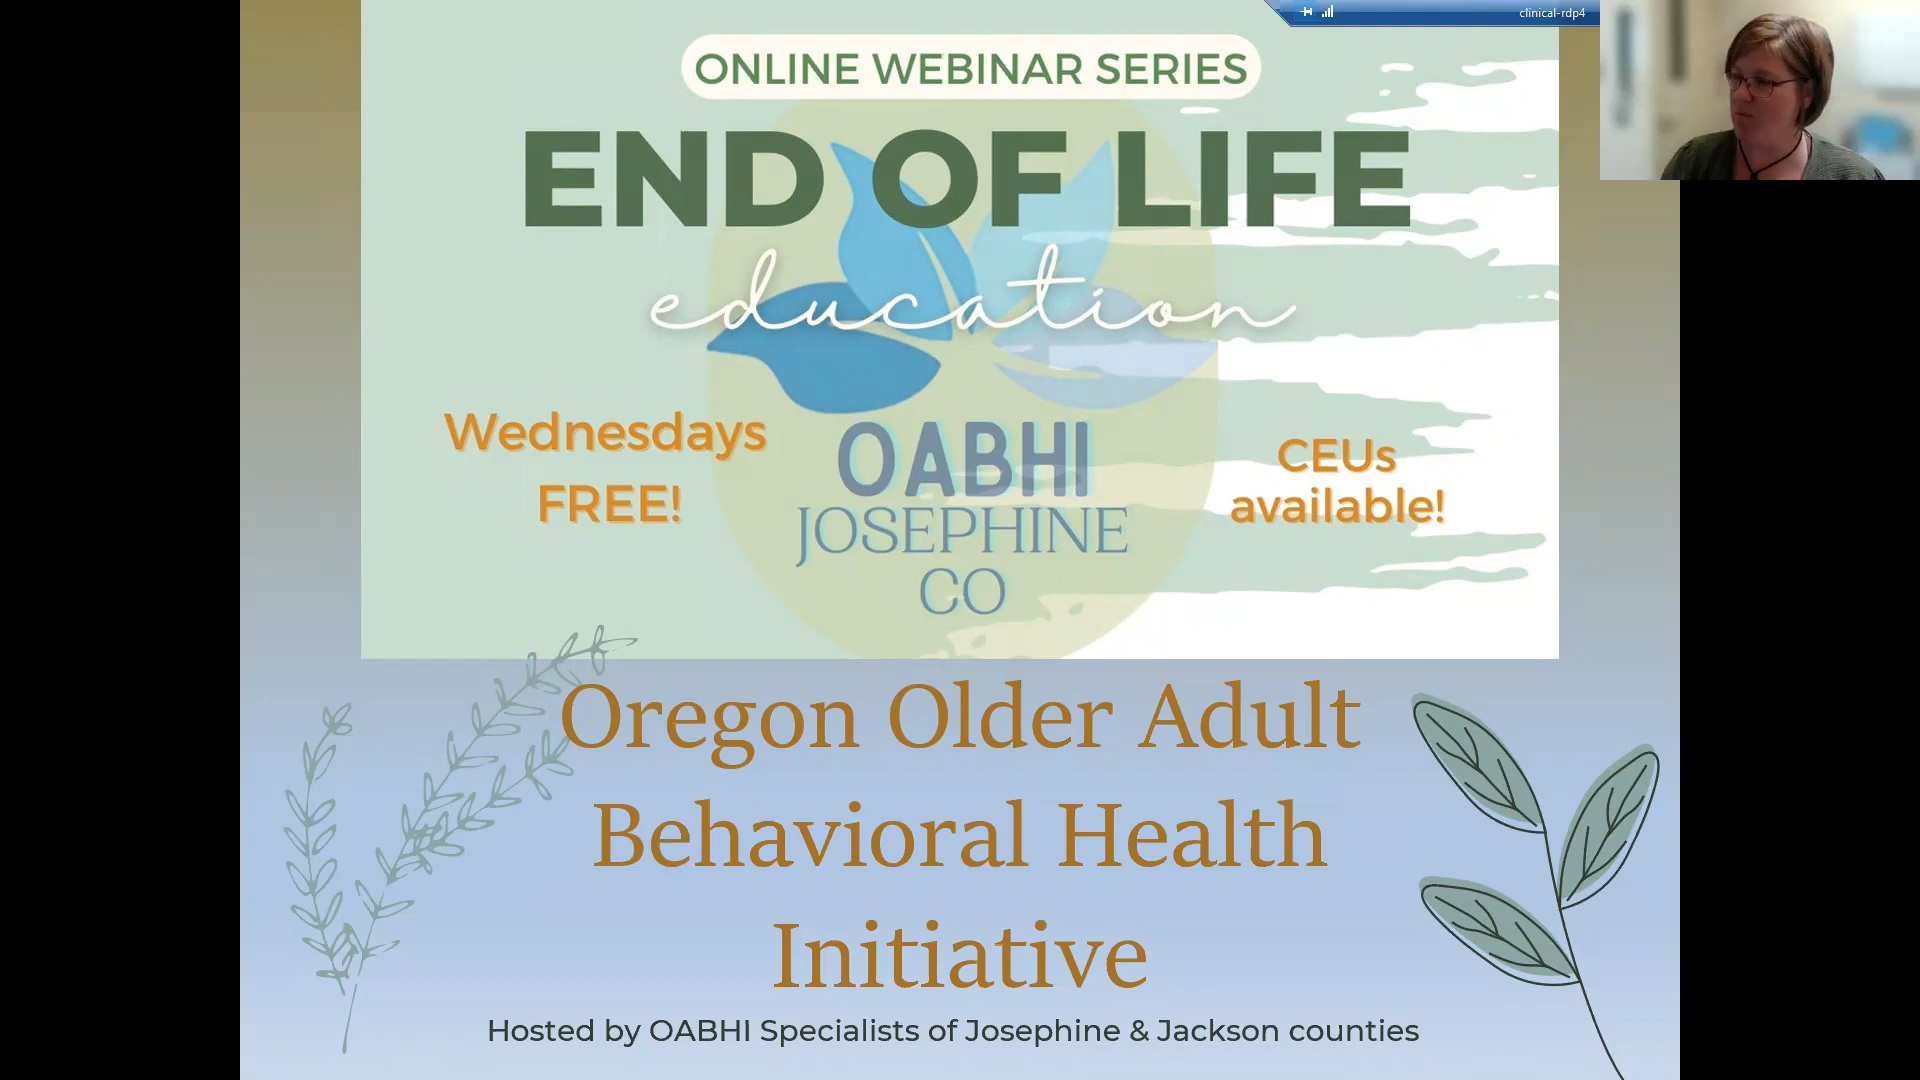 clinical-rdp4
ONLINE WEBINAR SERIES
END OF LIFE
education
Wednesdays
FREE!
OABHI
JOSEPHINE
CO
CEUs
available!
Oregon Older Adult
Behavioral Health
Initiative
Hosted by OABHI Specialists of Josephine & Jackson counties